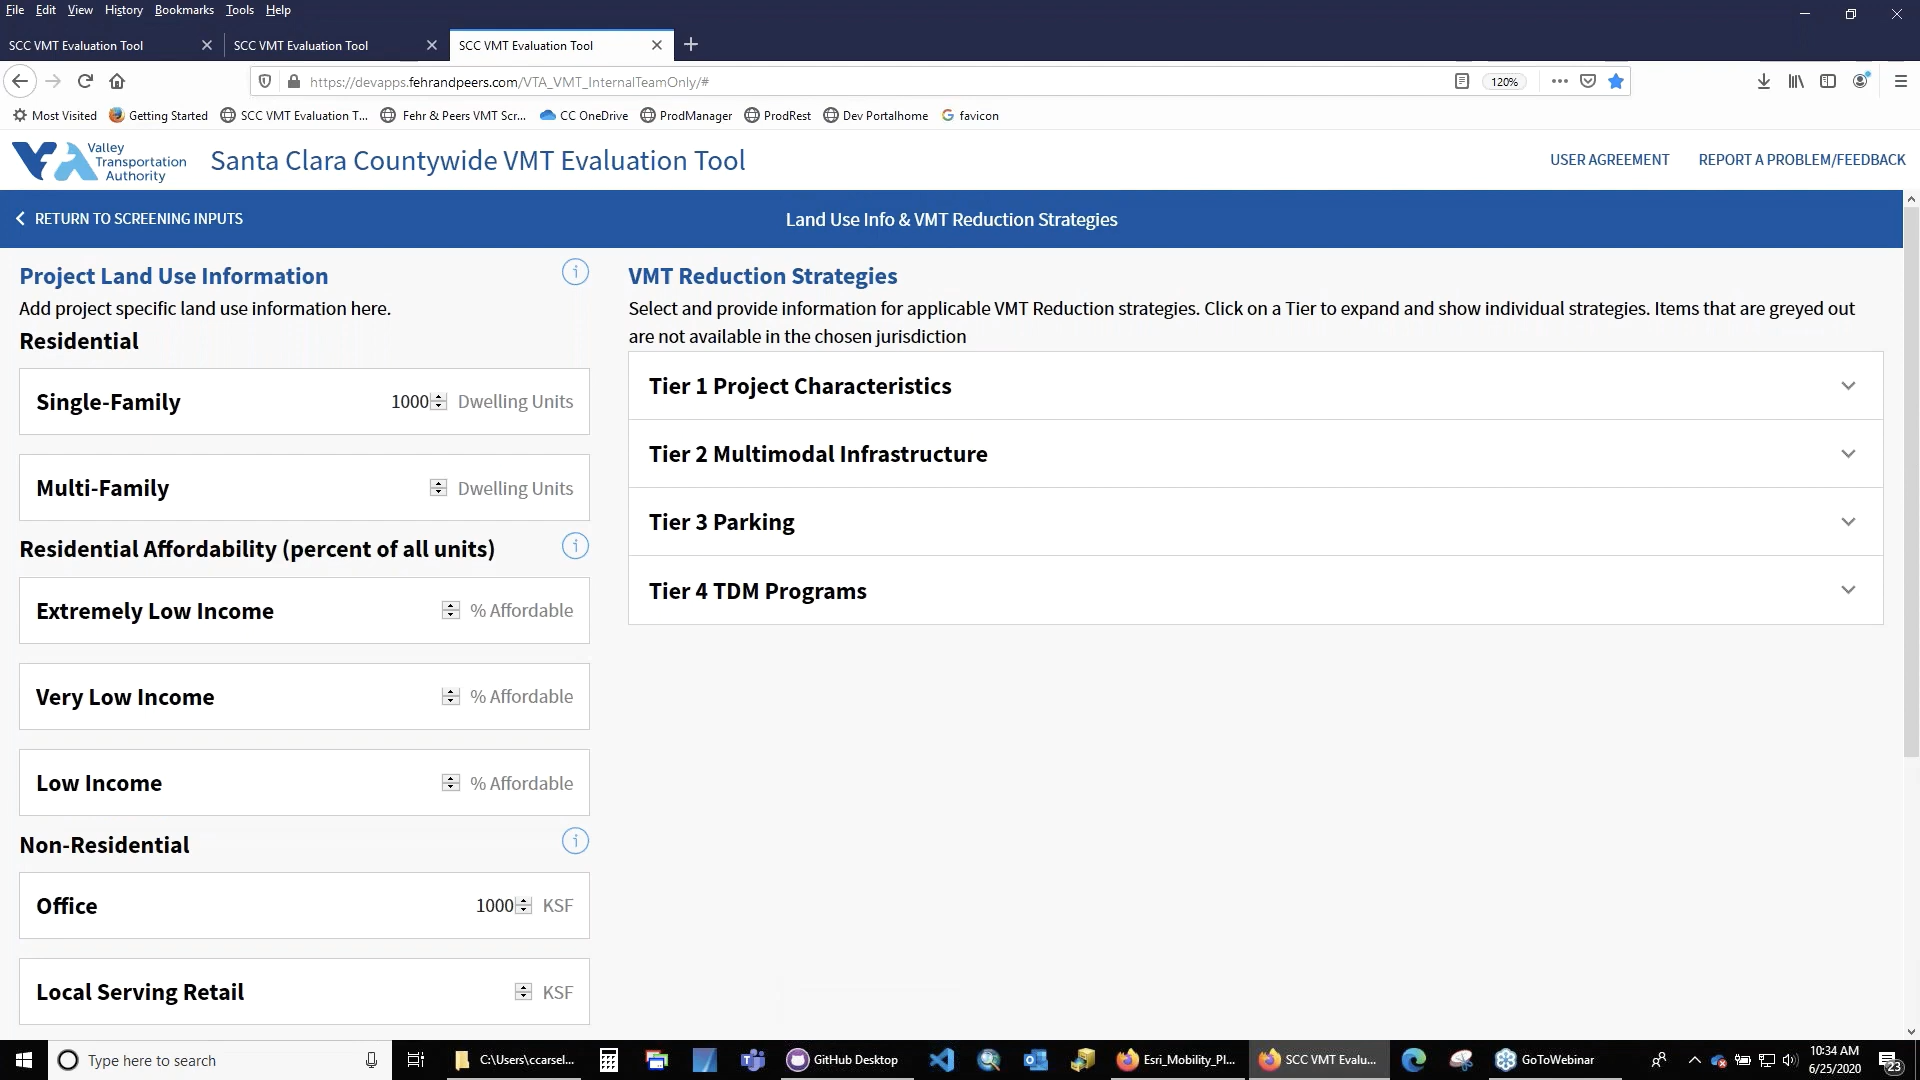 File Edit View History Bookmarks Tools Help
SCC VMT Evaluation Tool
SCC VMT Evaluation Tool
SCC VMT Evaluation Tool
https://devapps.fehrandpeers.com/VTA_VMT_InternalTeamOnly/#
120%
Most Visited Getting Started SCC VMT Evaluation T... Fehr & Peers VMT Scr... CC OneDrive ProdManager ProdRest Dev Portalhome favicon
Valley
Transportation
Authority
Santa Clara Countywide VMT Evaluation Tool
USER AGREEMENT REPORT A PROBLEM/FEEDBACK
RETURN TO SCREENING INPUTS
Land Use Info & VMT Reduction Strategies
Project Land Use Information
Add project specific land use information here.
Residential
Single-Family 1000 Dwelling Units
Multi-Family Dwelling Units
Residential Affordability (percent of all units)
Extremely Low Income % Affordable
Very Low Income % Affordable
Low Income % Affordable
Non-Residential
Office 1000 KSF
Local Serving Retail KSF
VMT Reduction Strategies
Select and provide information for applicable VMT Reduction strategies. Click on a Tier to expand and show individual strategies. Items that are greyed out
are not available in the chosen jurisdiction
Tier 1 Project Characteristics
Tier 2 Multimodal Infrastructure
Tier 3 Parking
Tier 4 TDM Programs
Type here to search
C:\Users\ccarsel...
GitHub Desktop
Esri_Mobility_Pl...
SCC VMT Evalu...
GoToWebinar
10:34 AM
6/25/2020
23